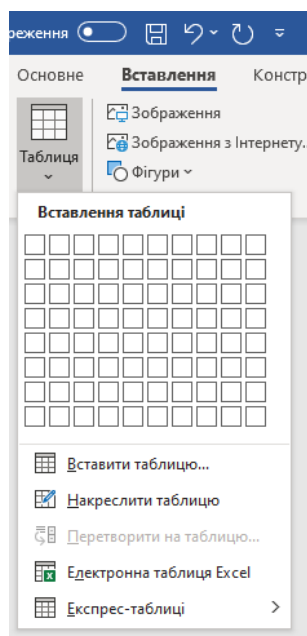 реження
Основне Вставлення Констр
Таблиця
Зображення
Зображення з Інтернету...
Фігури
Вставлення таблиці
Вставити таблицю...
Накреслити таблицю
Перетворити на таблицю...
Електронна таблиця Excel
Експрес-таблиці